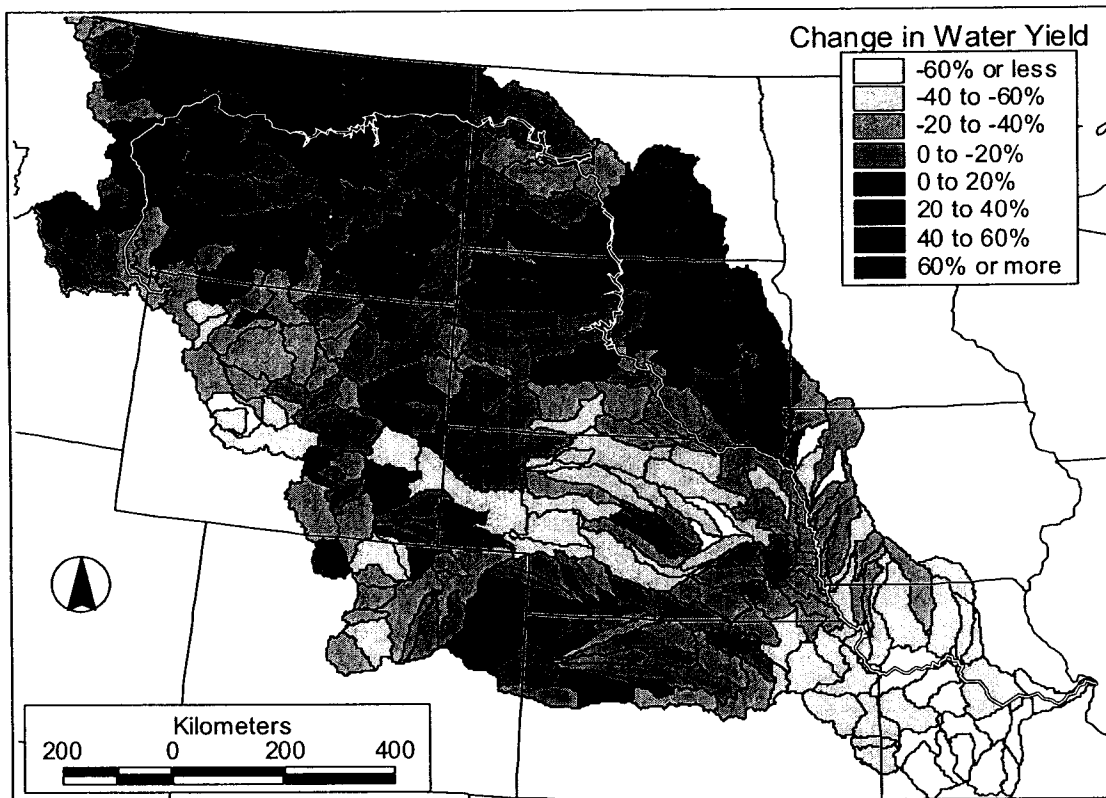 Change in Water Yield
-60% or less
-40 to -60%
-20 to -40%
0 to -20%
0 to 20%
20 to 40%
40 to 60%
60% or more
Kilometers
200 0 200 400